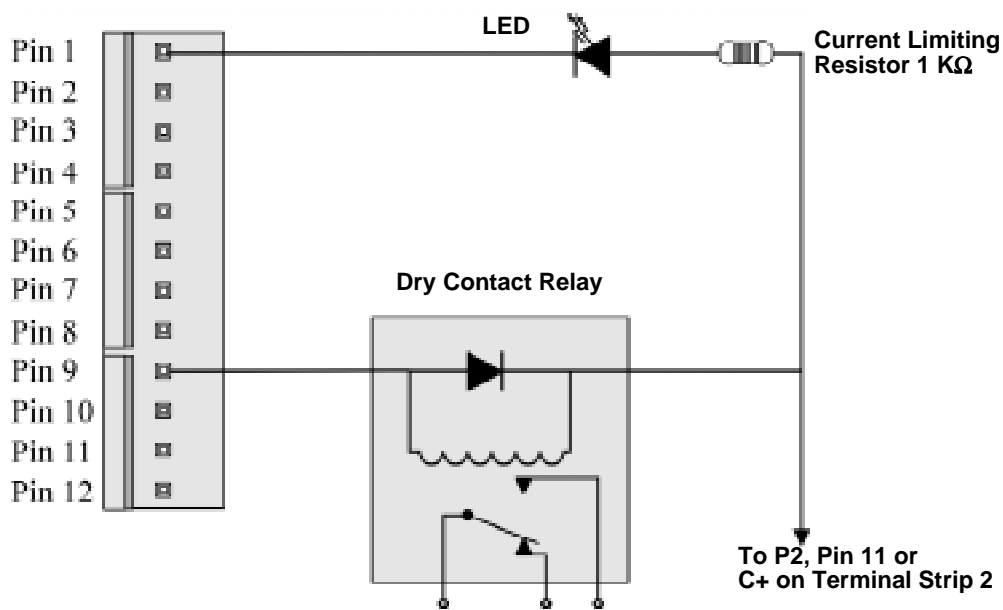 LED
Current Limiting
Resistor 1 KΩ
Pin 1
Pin 2
Pin 3
Pin 4
Pin 5
Pin 6
Pin 7
Pin 8
Pin 9
Pin 10
Pin 11
Pin 12
Dry Contact Relay
To P2, Pin 11 or
C+ on Terminal Strip 2